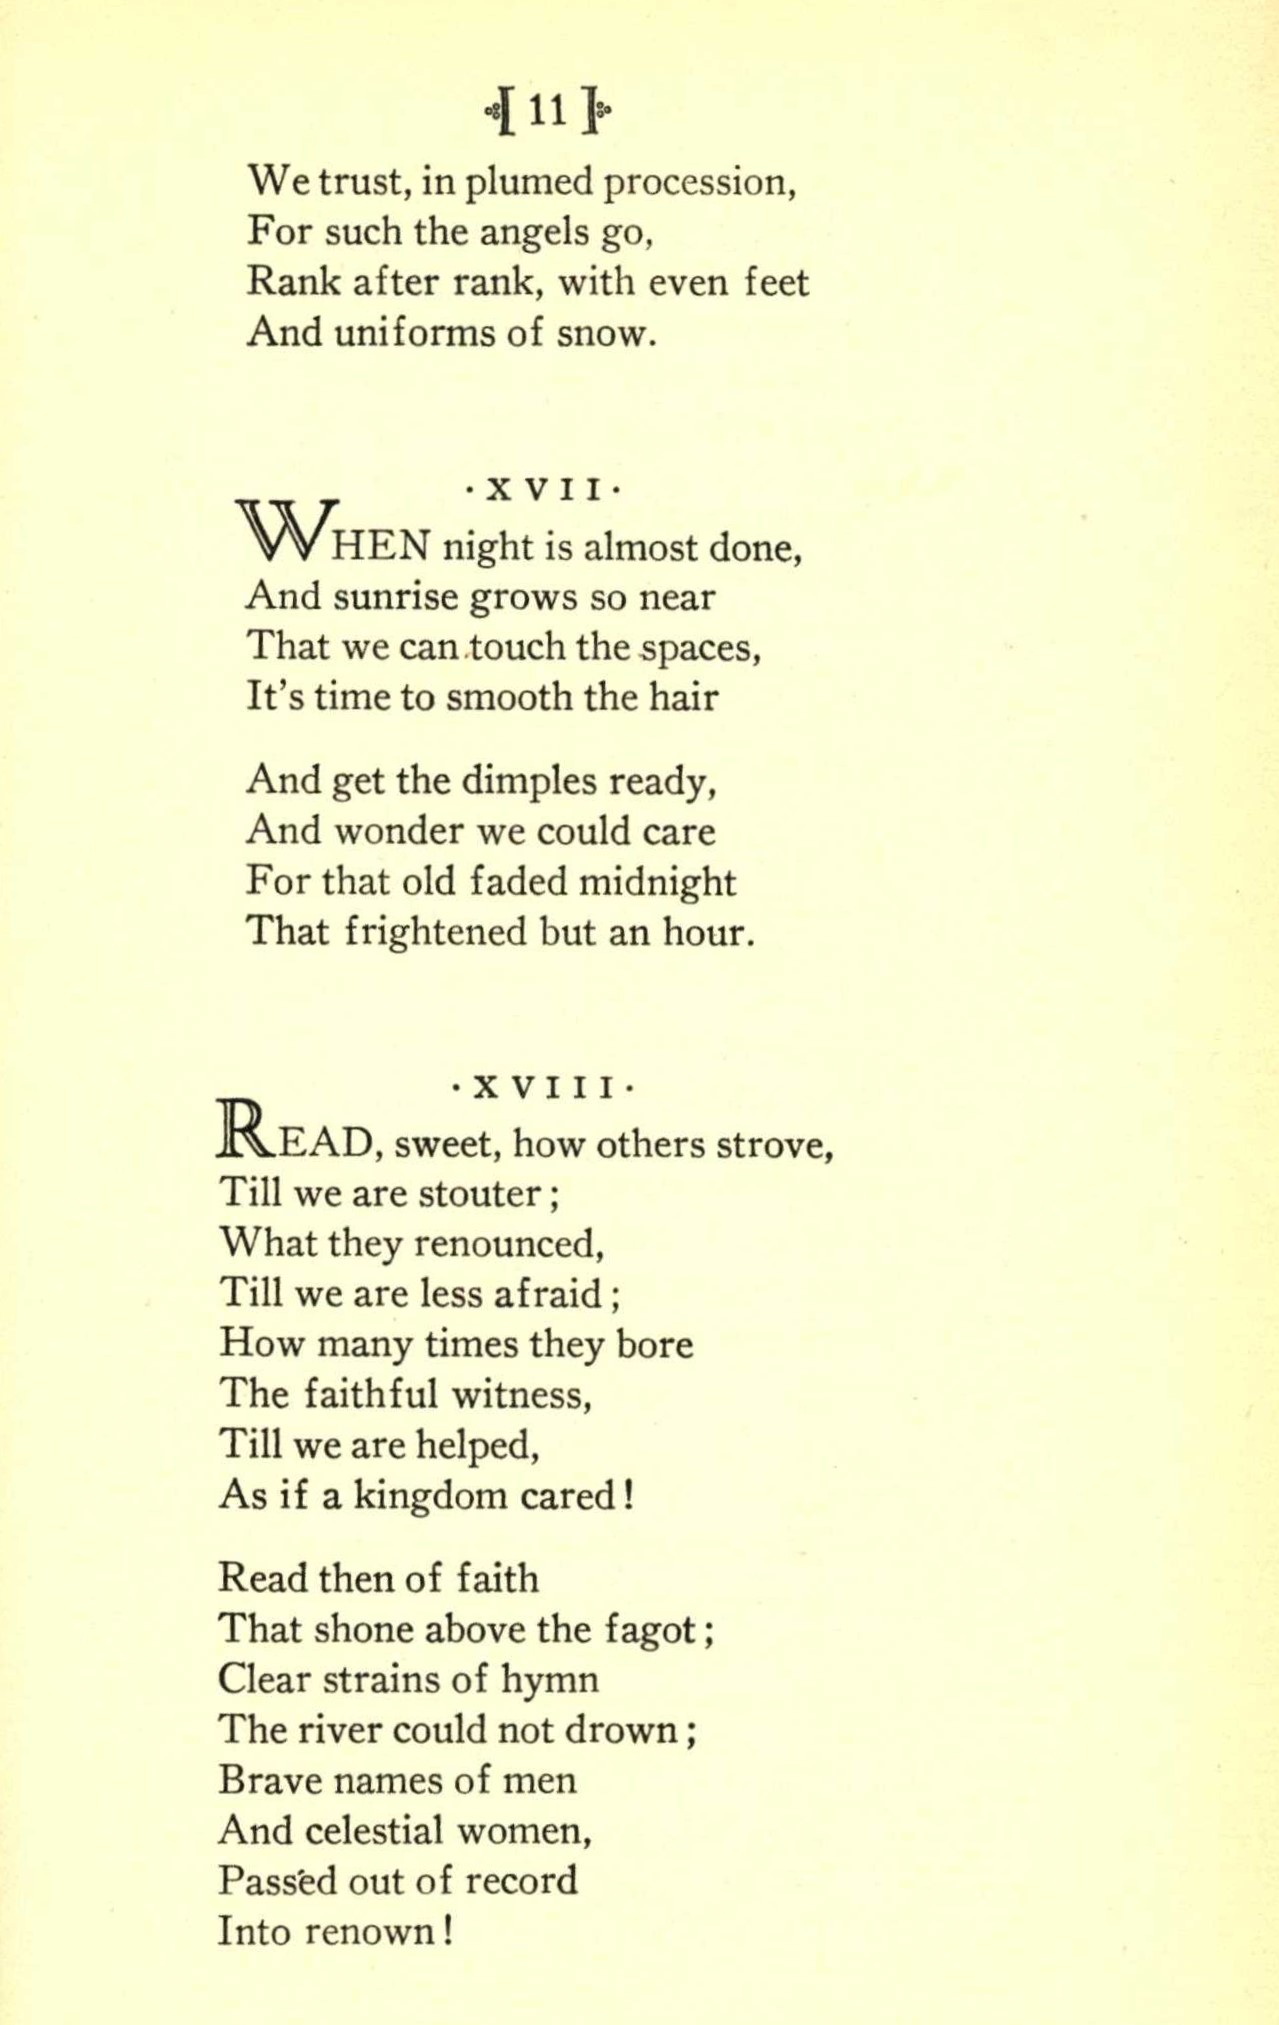 [ 11 ]
We trust, in plumed procession,
For such the angels go,
Rank after rank, with even feet
And uniforms of snow.
·XVII·
WHEN night is almost done,
And sunrise grows so near
That we can touch the spaces,
It's time to smooth the hair
And get the dimples ready,
And wonder we could care
For that old faded midnight
That frightened but an hour.
·XVIII·
READ, sweet, how others strove,
Till we are stouter;
What they renounced,
Till we are less afraid;
How many times they bore
The faithful witness,
Till we are helped,
As if a kingdom cared!
Read then of faith
That shone above the fagot;
Clear strains of hymn
The river could not drown;
Brave names of men
And celestial women,
Passed out of record
Into renown!